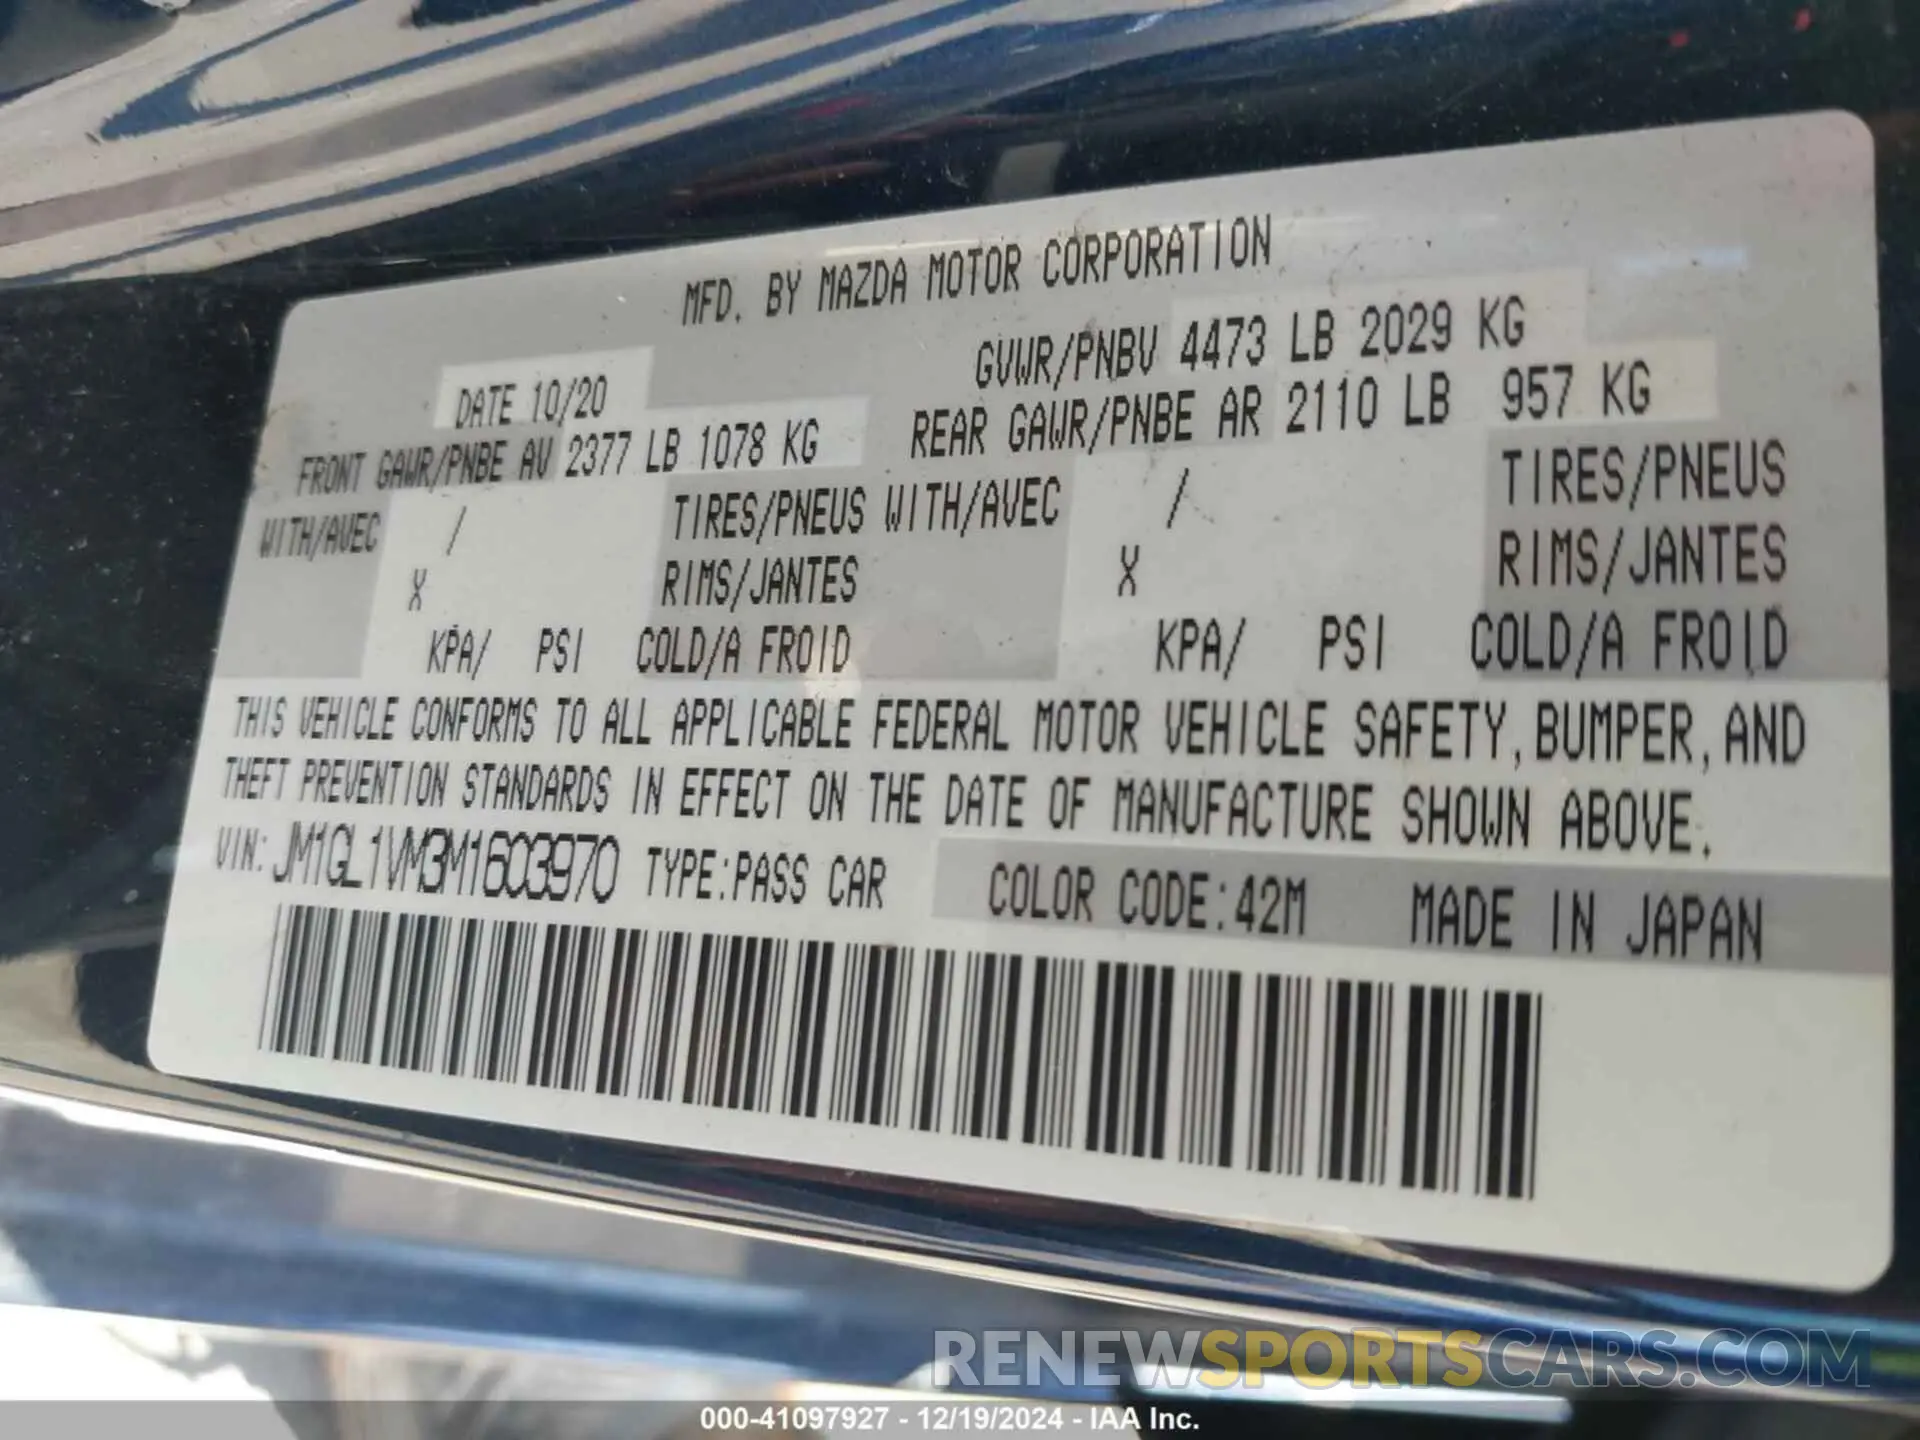 MFD. BY MAZDA MOTOR CORPORATION
DATE 10/20 GVWR/PNBV 4473 LB 2029 KG
FRONT GAWR/PNBE AV 2377 LB 1078 KG REAR GAWR/PNBE AR 2110 LB 957 KG
WITH/AVEC / TIRES/PNEUS WITH/AVEC / TIRES/PNEUS
X RIMS/JANTES X RIMS/JANTES
KPA/ PSI COLD/A FROID KPA/ PSI COLD/A FROID
THIS VEHICLE CONFORMS TO ALL APPLICABLE FEDERAL MOTOR VEHICLE SAFETY,BUMPER,AND
THEFT PREVENTION STANDARDS IN EFFECT ON THE DATE OF MANUFACTURE SHOWN ABOVE.
VIN: JM1GL1VM3M1603970 TYPE:PASS CAR COLOR CODE:42M MADE IN JAPAN
RENEWSPORTSCARS.COM
000-41097927 - 12/19/2024 - IAA Inc.